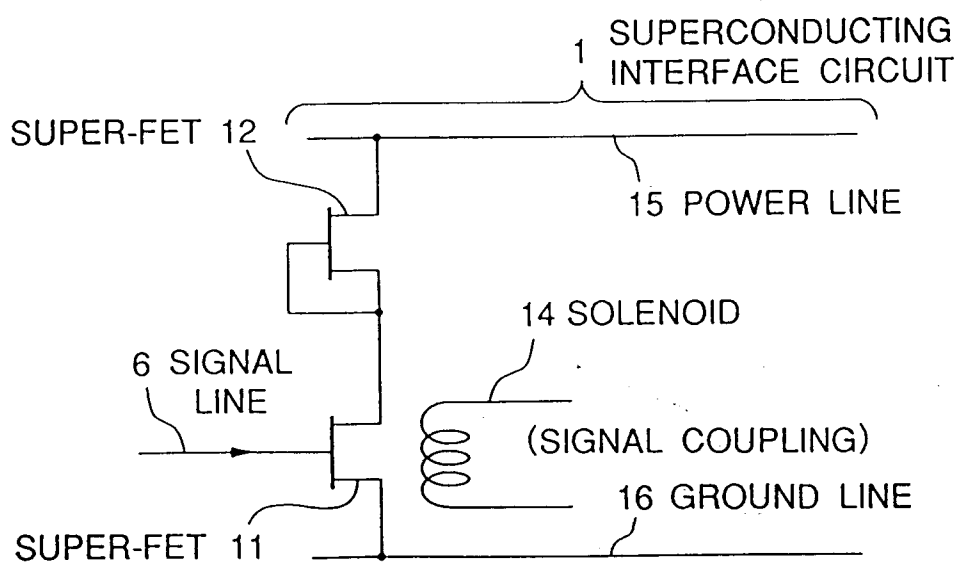 1 SUPERCONDUCTING
INTERFACE CIRCUIT
SUPER-FET 12
15 POWER LINE
14 SOLENOID
6 SIGNAL
LINE
(SIGNAL COUPLING)
16 GROUND LINE
SUPER-FET 11